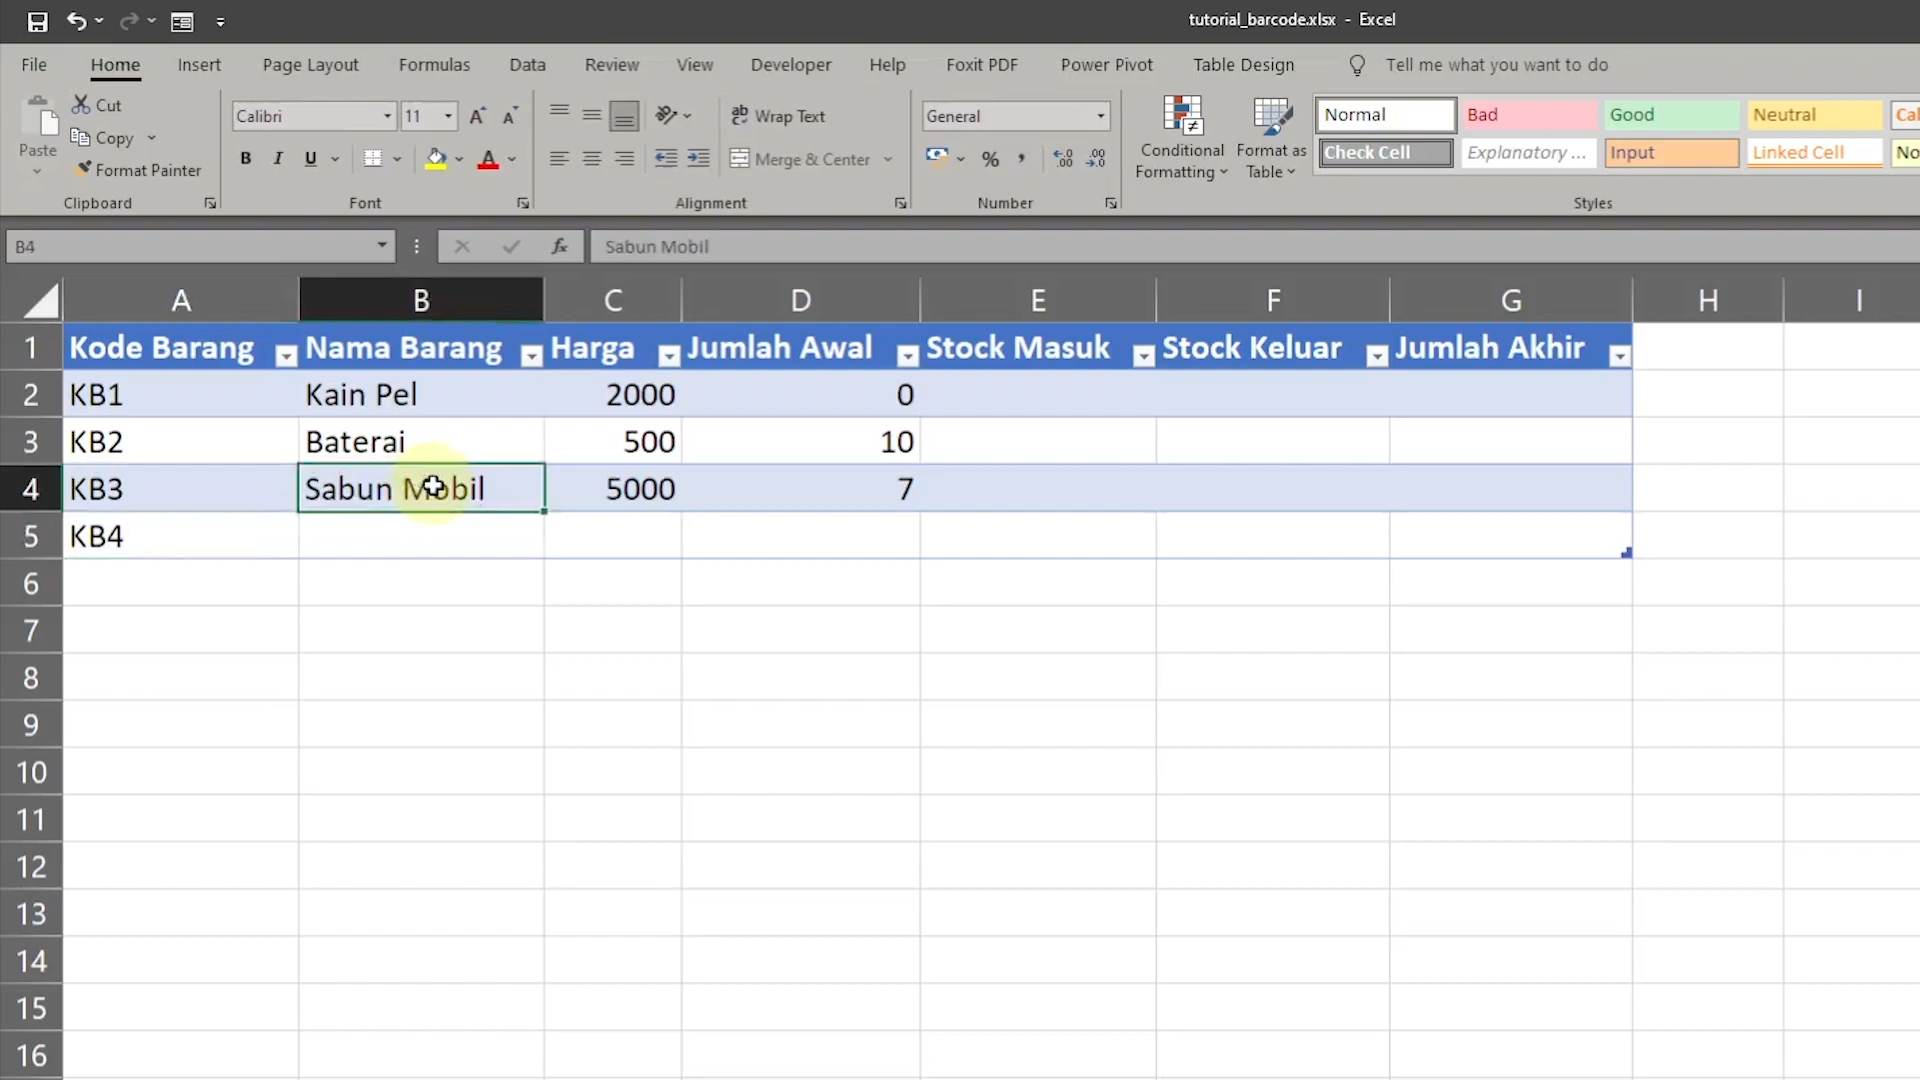 tutorial_barcode.xlsx - Excel
File Home Insert Page Layout Formulas Data Review View Developer Help Foxit PDF Power Pivot Table Design Tell me what you want to do
Paste
Cut
Copy
Format Painter
Clipboard
Calibri 11
B I U
Font
Wrap Text
Merge & Center
Alignment
General
% ,
Number
Conditional Formatting
Format as Table
Normal Bad Good Neutral
Check Cell Explanatory ... Input Linked Cell
Styles
B4 fx Sabun Mobil
A B C D E F G H I
1 Kode Barang Nama Barang Harga Jumlah Awal Stock Masuk Stock Keluar Jumlah Akhir
2 KB1 Kain Pel 2000 0
3 KB2 Baterai 500 10
4 KB3 Sabun Mobil 5000 7
5 KB4
6
7
8
9
10
11
12
13
14
15
16